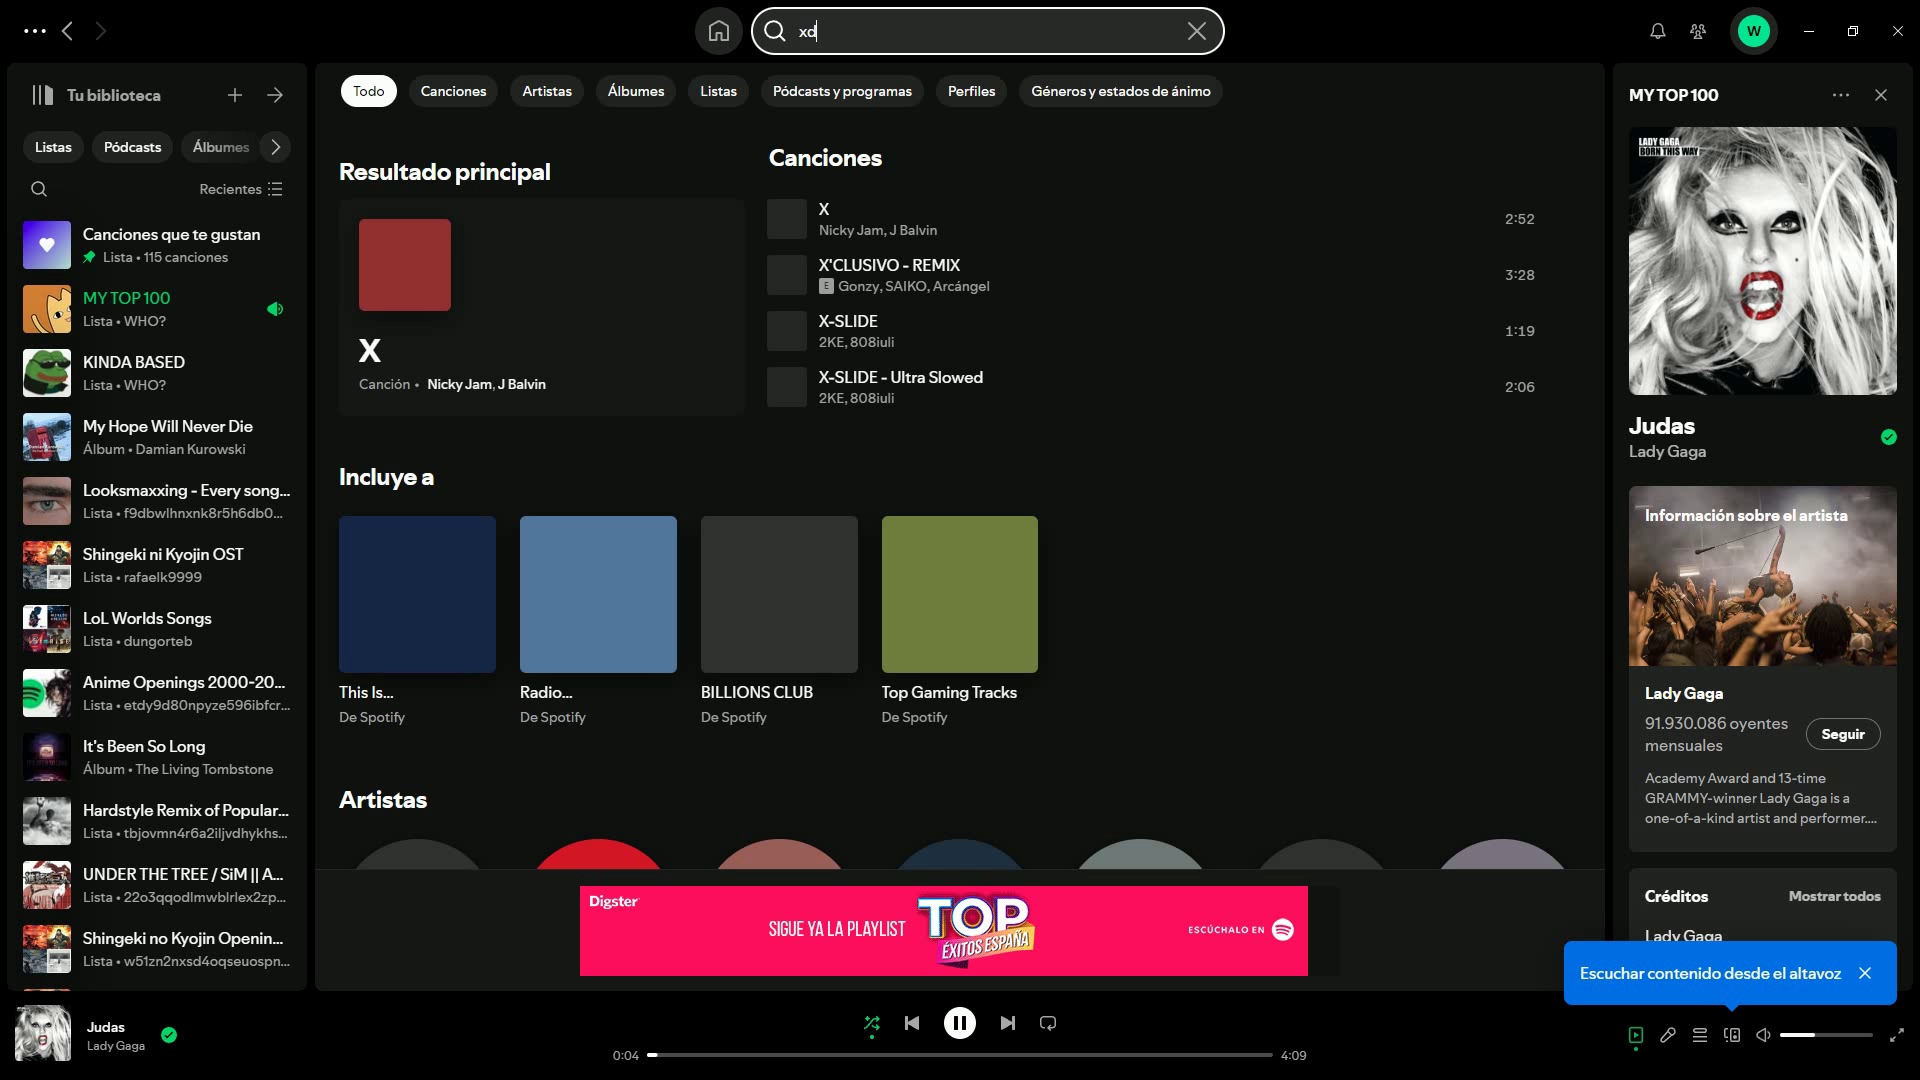 xd
W
Tu biblioteca
Listas
Pódcasts
Álbumes
Recientes
Canciones que te gustan
Lista • 115 canciones
MY TOP 100
Lista • WHO?
KINDA BASED
Lista • WHO?
My Hope Will Never Die
Álbum • Damian Kurowski
Looksmaxxing - Every song...
Lista • f9dbwlhnxnk8r5h6db0...
Shingeki ni Kyojin OST
Lista • rafaelk9999
LoL Worlds Songs
Lista • dungorteb
Anime Openings 2000-20...
Lista • etdy9d80npyze596ibfcr...
It's Been So Long
Álbum • The Living Tombstone
Hardstyle Remix of Popular...
Lista • tbjovmn4r6a2iljvdhykhs...
UNDER THE TREE / SiM || A...
Lista • 22o3qqodlmwblrlex2zp...
Shingeki no Kyojin Openin...
Lista • w51zn2nxsd4oqseuospn...
Todo
Canciones
Artistas
Álbumes
Listas
Pódcasts y programas
Perfiles
Géneros y estados de ánimo
Resultado principal
X
Canción • Nicky Jam, J Balvin
Canciones
X
Nicky Jam, J Balvin
2:52
X'CLUSIVO - REMIX
E Gonzy, SAIKO, Arcángel
3:28
X-SLIDE
2KE, 808iuli
1:19
X-SLIDE - Ultra Slowed
2KE, 808iuli
2:06
Incluye a
This Is...
De Spotify
Radio...
De Spotify
BILLIONS CLUB
De Spotify
Top Gaming Tracks
De Spotify
Artistas
Digster
SIGUE YA LA PLAYLIST
TOP
ÉXITOS ESPAÑA
ESCÚCHALO EN
MY TOP 100
LADY GAGA
BORN THIS WAY
Judas
Lady Gaga
Información sobre el artista
Lady Gaga
91.930.086 oyentes
mensuales
Seguir
Academy Award and 13-time
GRAMMY-winner Lady Gaga is a
one-of-a-kind artist and performer....
Créditos
Mostrar todos
Lady Gaga
Escuchar contenido desde el altavoz
Judas
Lady Gaga
0:04
4:09